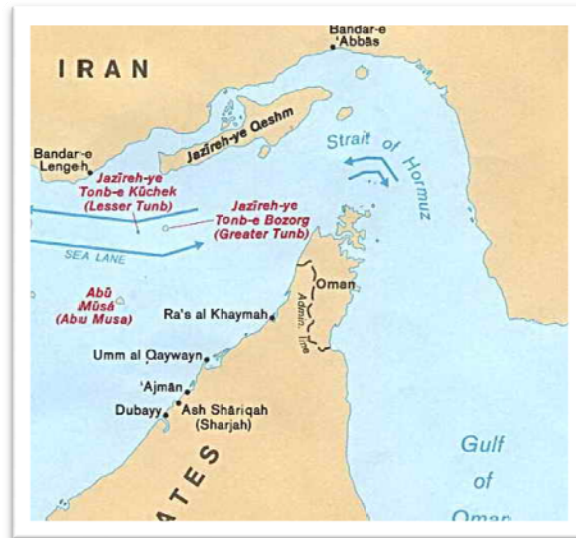 Bandar-e
'Abbās
IRAN
Jazīreh-ye Qeshm
Strait of Hormuz
Bandar-e
Lengeh
Jazīreh-ye
Tonb-e Kūchek
(Lesser Tunb)
Jazīreh-ye
Tonb-e Bozorg
(Greater Tunb)
SEA LANE
Abū
Mūsá
(Abu Musa)
Oman
Admin. line
Ra's al Khaymah
Umm al Qaywayn
'Ajmān
Dubayy
Ash Shāriqah
(Sharjah)
ATES
Gulf
of
Oman